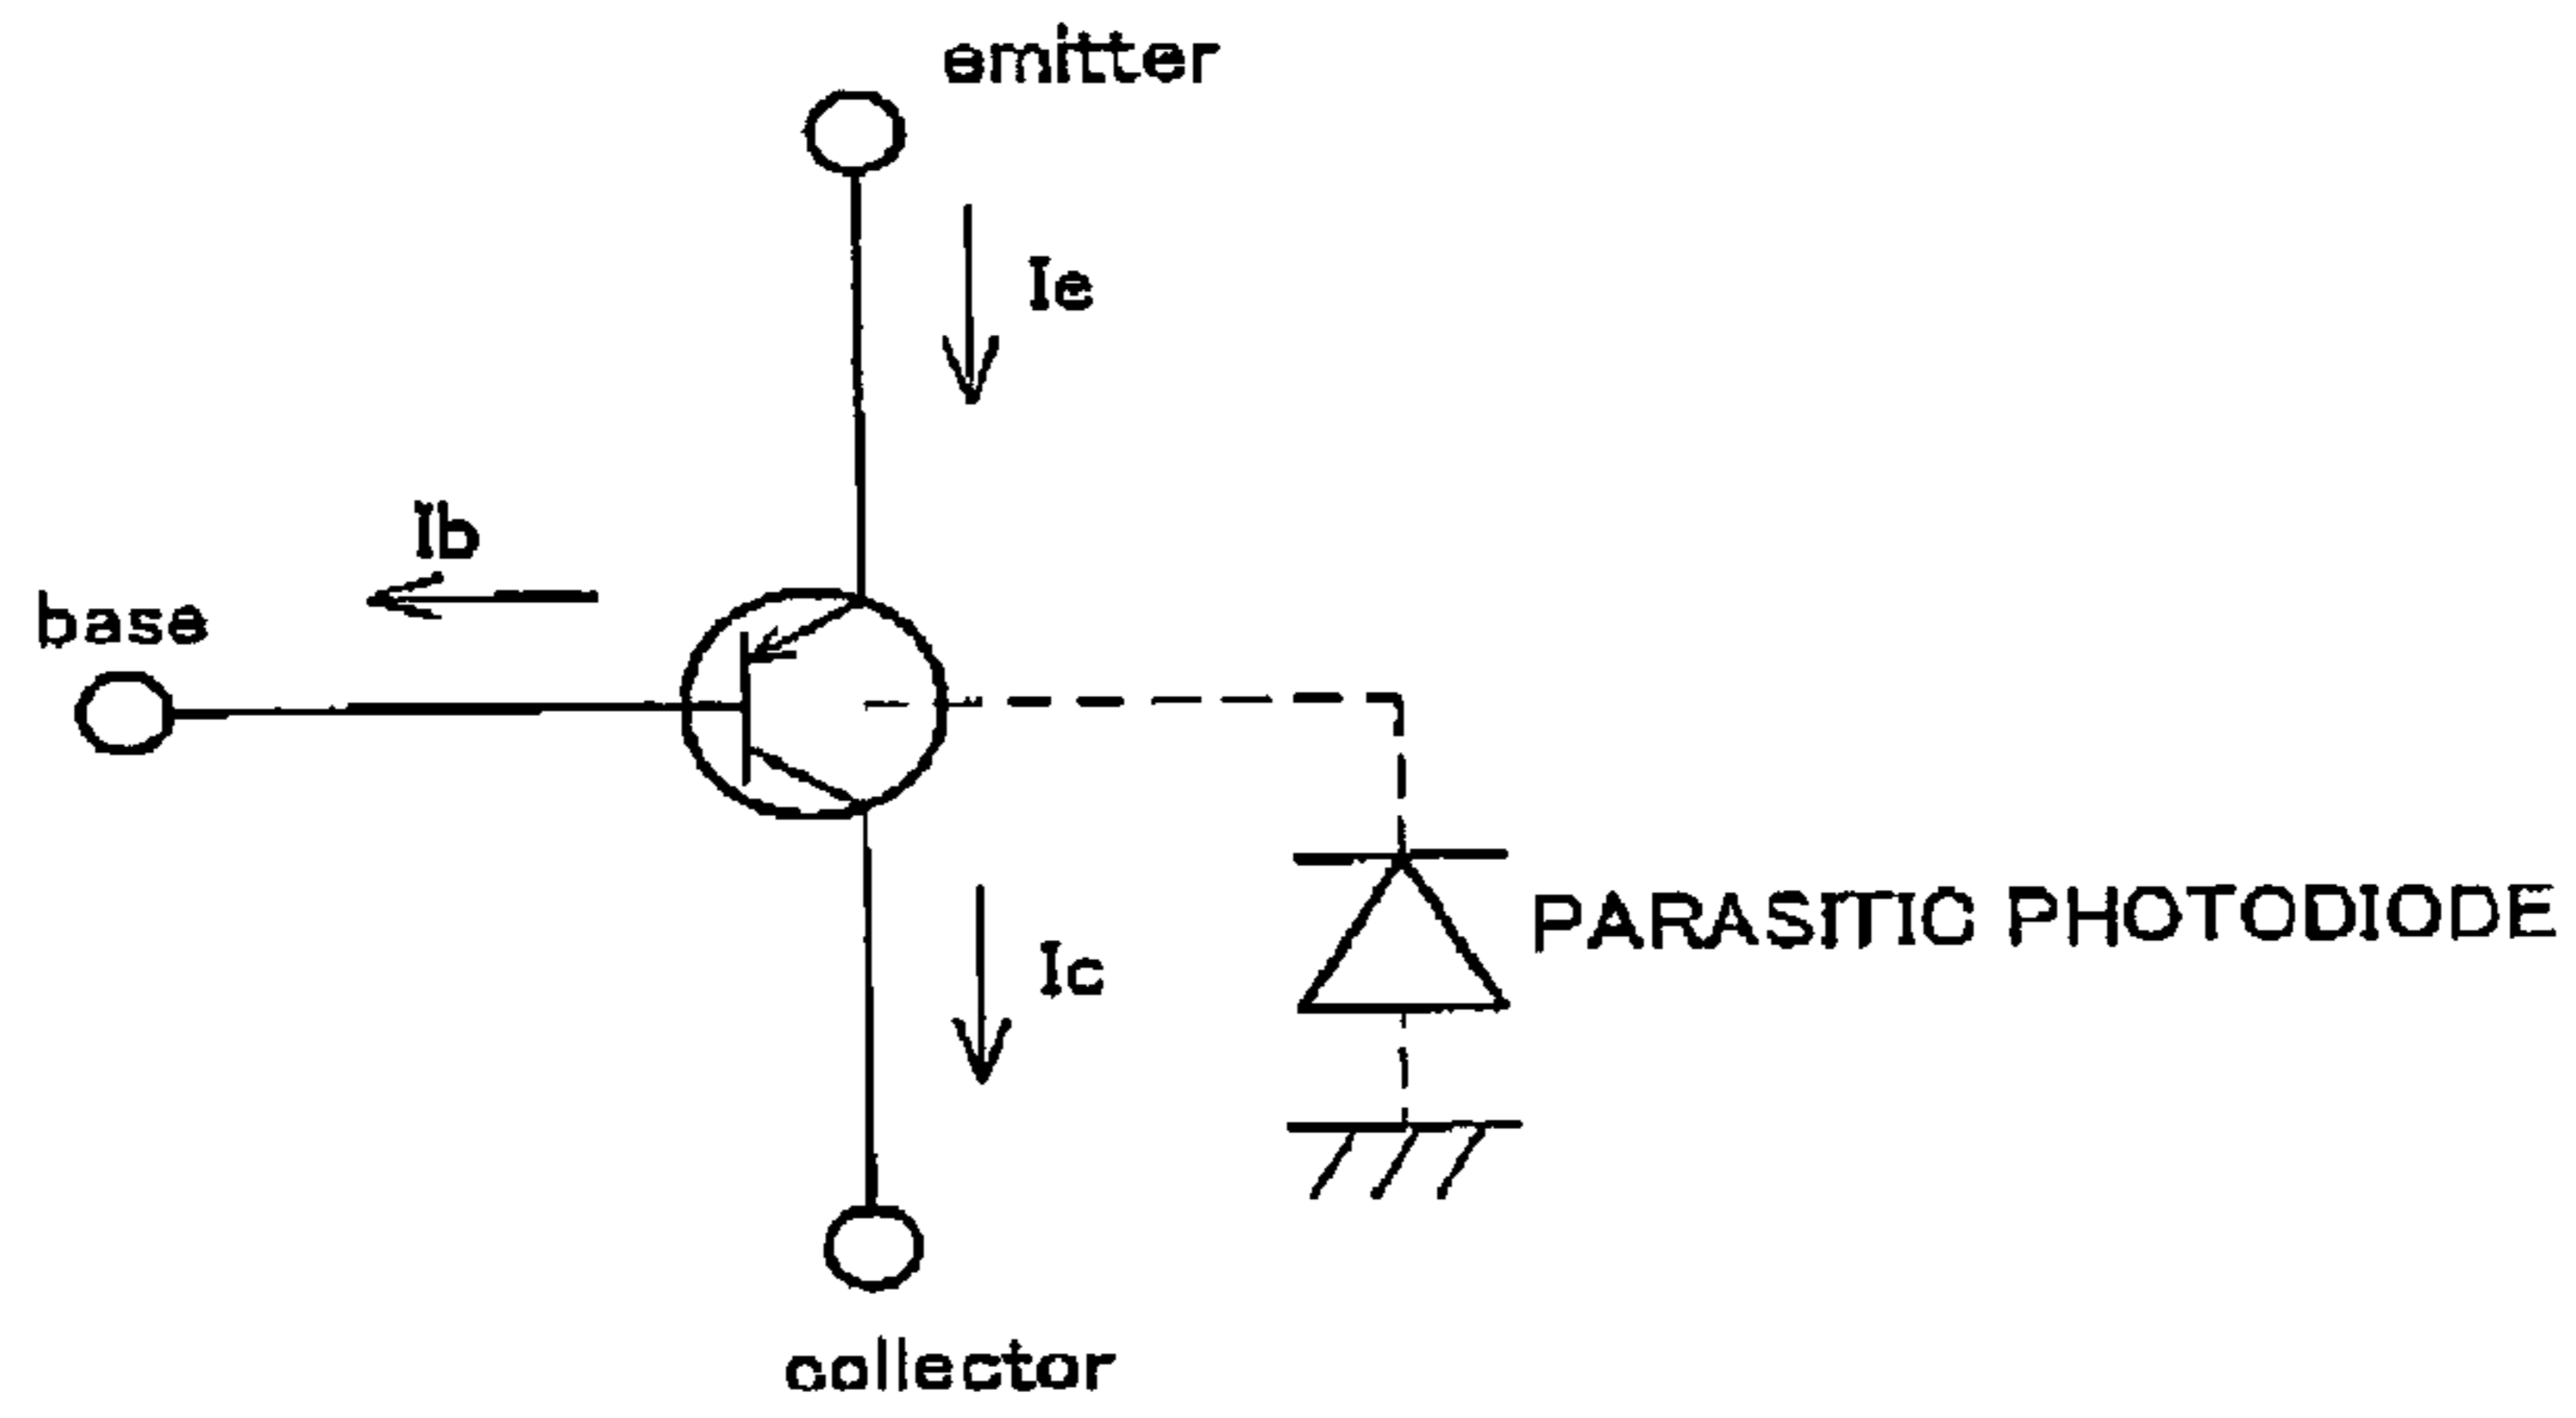 emitter
Ie
Ib
base
PARASITIC PHOTODIODE
Ic
collector